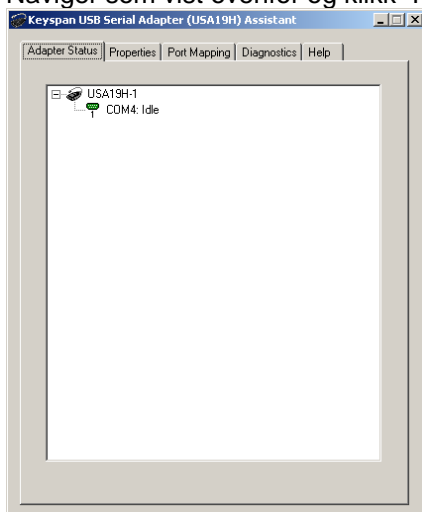 Naviger som vist ovenfor og klikk
Keyspan USB Serial Adapter (USA19H) Assistant
Adapter Status Properties Port Mapping Diagnostics Help
USA19H-1
1 COM4: Idle